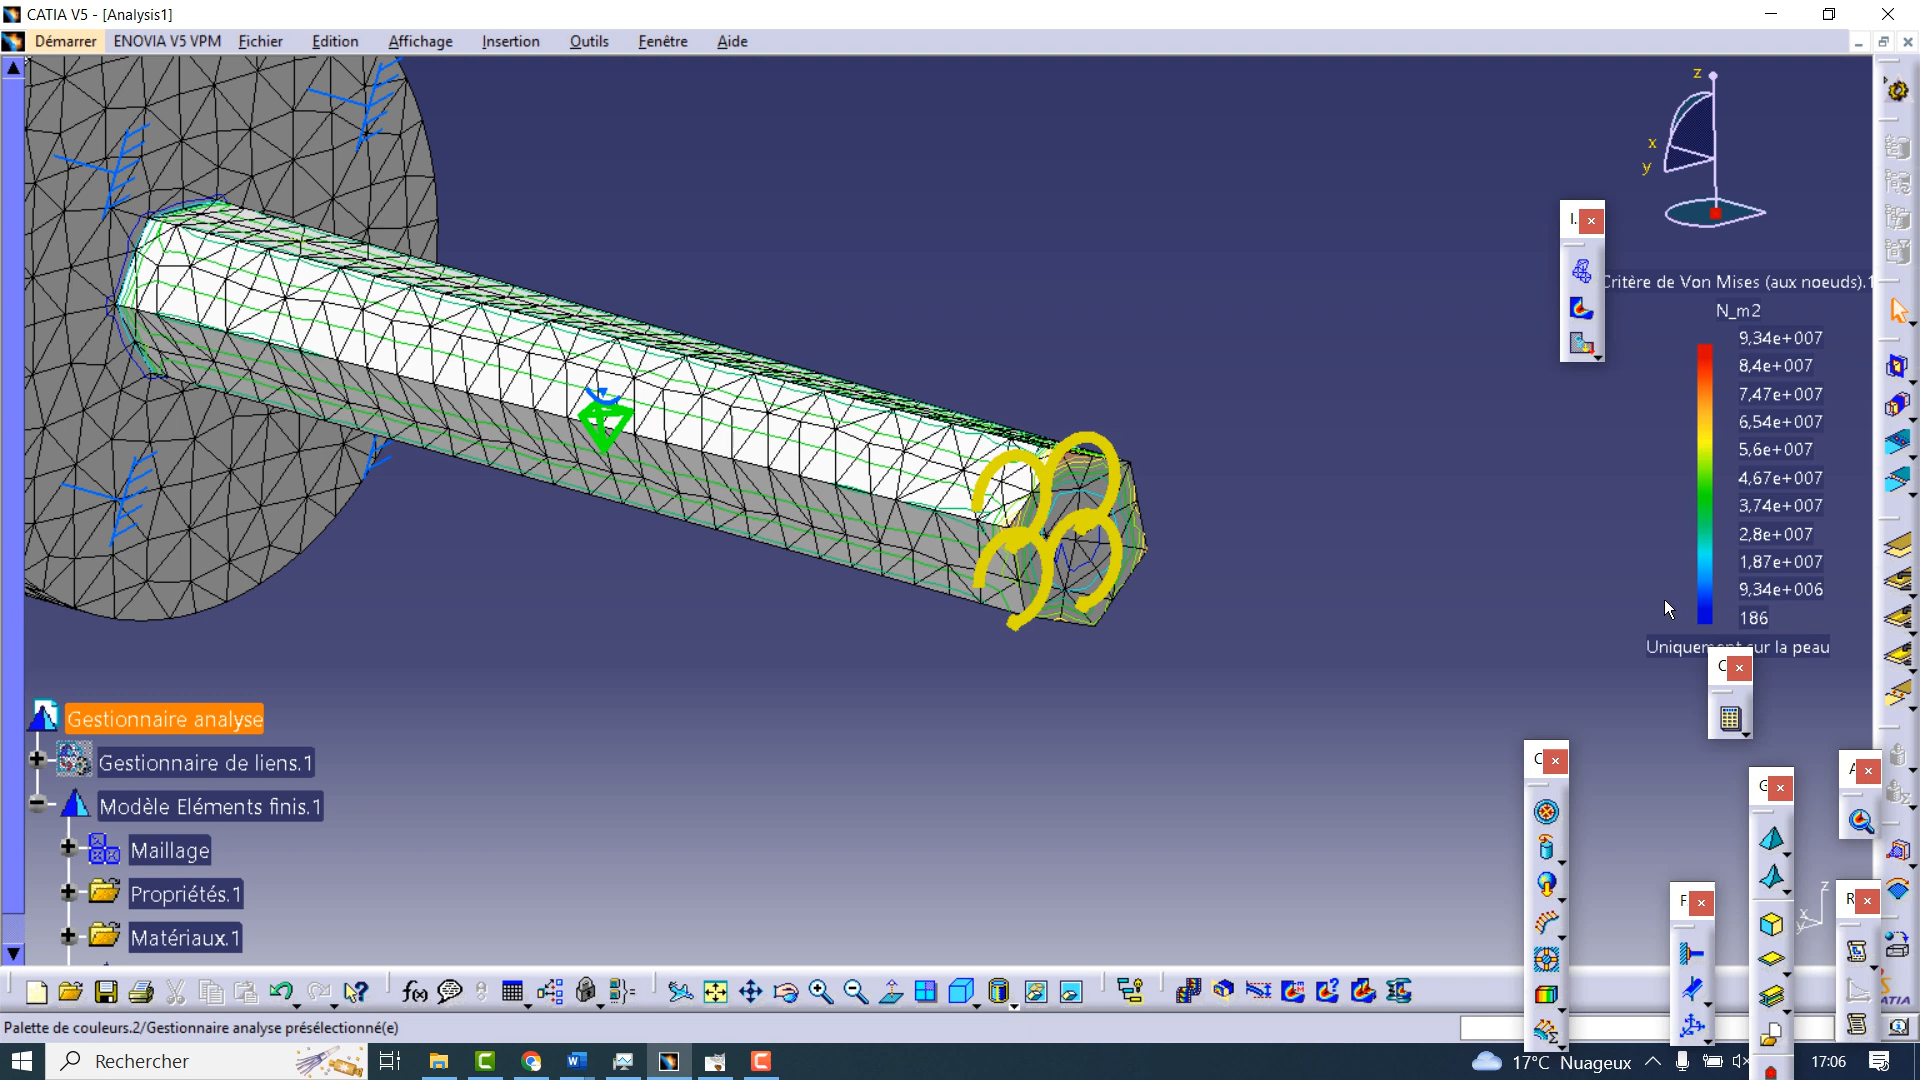 CATIA V5 - [Analysis1]
Démarrer ENOVIA V5 VPM Fichier Edition Affichage Insertion Outils Fenêtre Aide
z
x
y
I.
Critère de Von Mises (aux noeuds).1
N_m2
9,34e+007
8,4e+007
7,47e+007
6,54e+007
5,6e+007
4,67e+007
3,74e+007
2,8e+007
1,87e+007
9,34e+006
186
Uniquement sur la peau
C
C
G
A
F
R
z
x
y
Gestionnaire analyse
Gestionnaire de liens.1
Modèle Eléments finis.1
Maillage
Propriétés.1
Matériaux.1
f(x)
CATIA
Palette de couleurs.2/Gestionnaire analyse présélectionné(e)
Rechercher
17°C Nuageux
17:06